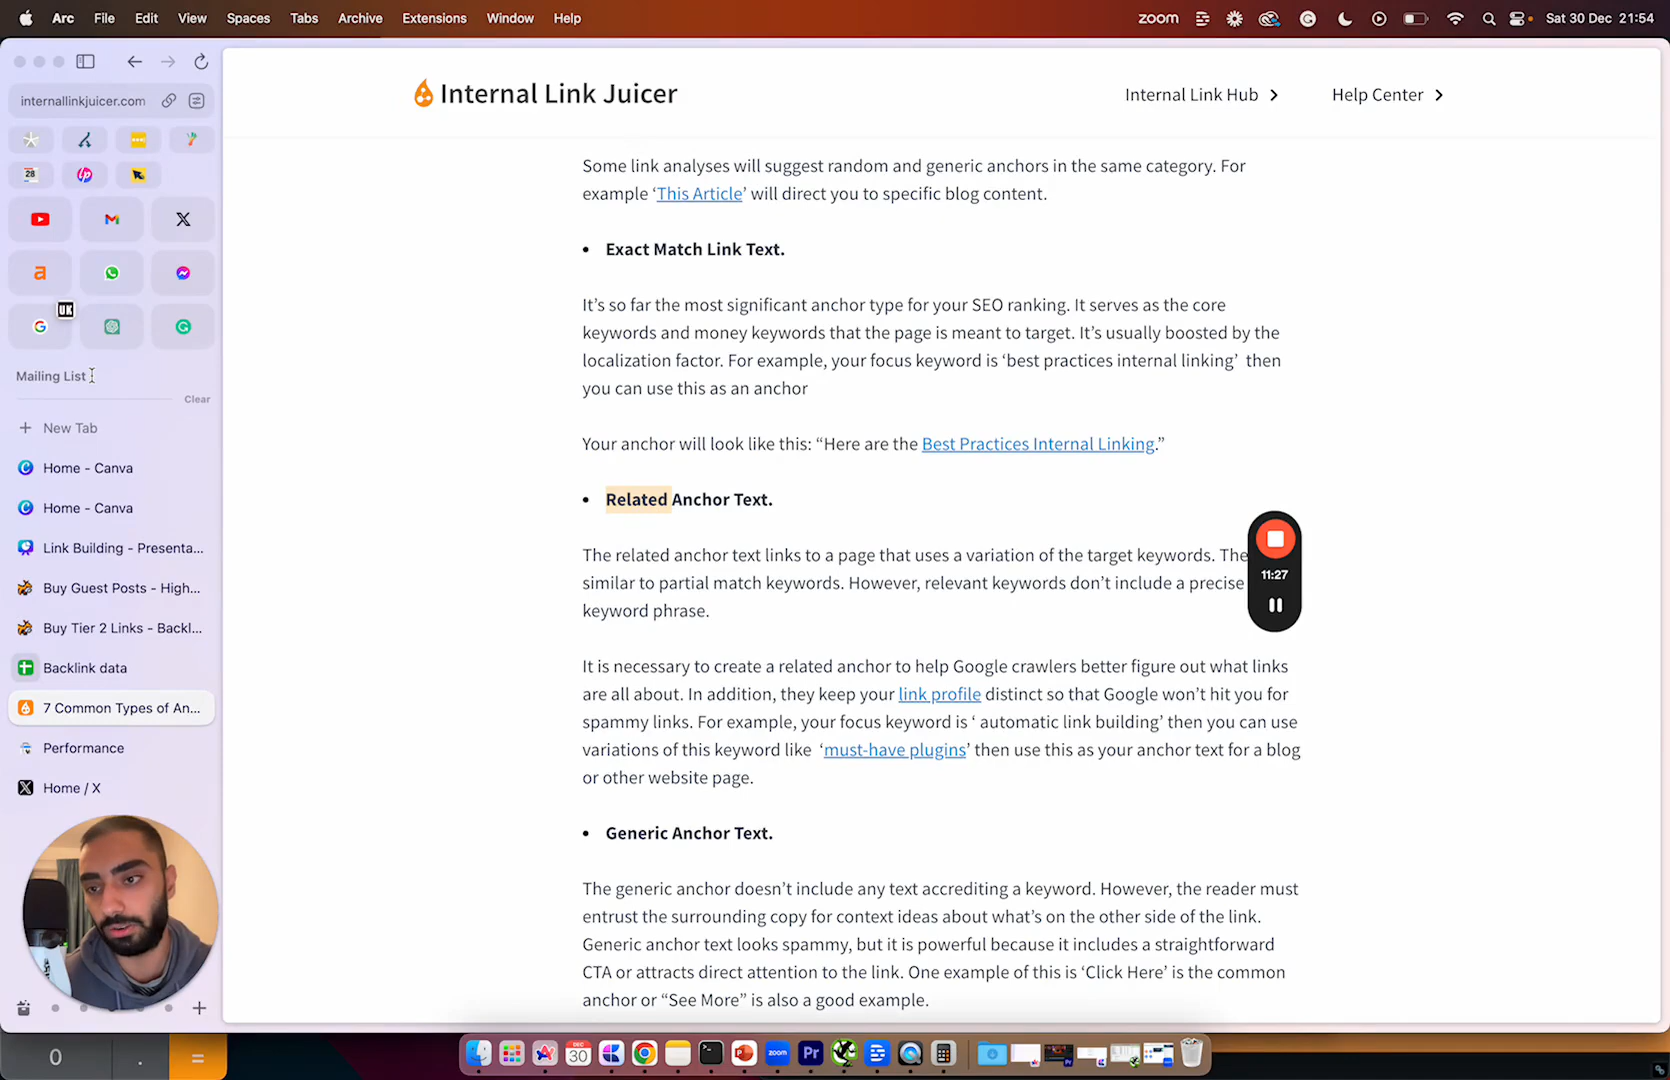 Arc File Edit View Spaces Tabs Archive Extensions Window Help
zoom
Sat 30 Dec 21:54
internallinkjuicer.com
28
UK
Mailing List
Clear
New Tab
Home - Canva
Home - Canva
Link Building - Presenta...
Buy Guest Posts - High...
Buy Tier 2 Links - Backl...
Backlink data
7 Common Types of An...
Performance
Home / X
Internal Link Juicer
Internal Link Hub
Help Center
Some link analyses will suggest random and generic anchors in the same category. For
example ‘This Article’ will direct you to specific blog content.
• Exact Match Link Text.
It’s so far the most significant anchor type for your SEO ranking. It serves as the core
keywords and money keywords that the page is meant to target. It’s usually boosted by the
localization factor. For example, your focus keyword is ‘best practices internal linking’ then
you can use this as an anchor
Your anchor will look like this: “Here are the Best Practices Internal Linking.”
• Related Anchor Text.
The related anchor text links to a page that uses a variation of the target keywords. The
similar to partial match keywords. However, relevant keywords don’t include a precise
keyword phrase.
11:27
It is necessary to create a related anchor to help Google crawlers better figure out what links
are all about. In addition, they keep your link profile distinct so that Google won’t hit you for
spammy links. For example, your focus keyword is ‘ automatic link building’ then you can use
variations of this keyword like ‘must-have plugins’ then use this as your anchor text for a blog
or other website page.
• Generic Anchor Text.
The generic anchor doesn’t include any text accrediting a keyword. However, the reader must
entrust the surrounding copy for context ideas about what’s on the other side of the link.
Generic anchor text looks spammy, but it is powerful because it includes a straightforward
CTA or attracts direct attention to the link. One example of this is ‘Click Here’ is the common
anchor or “See More” is also a good example.
0 . =
DEC
30
zoom
Pr